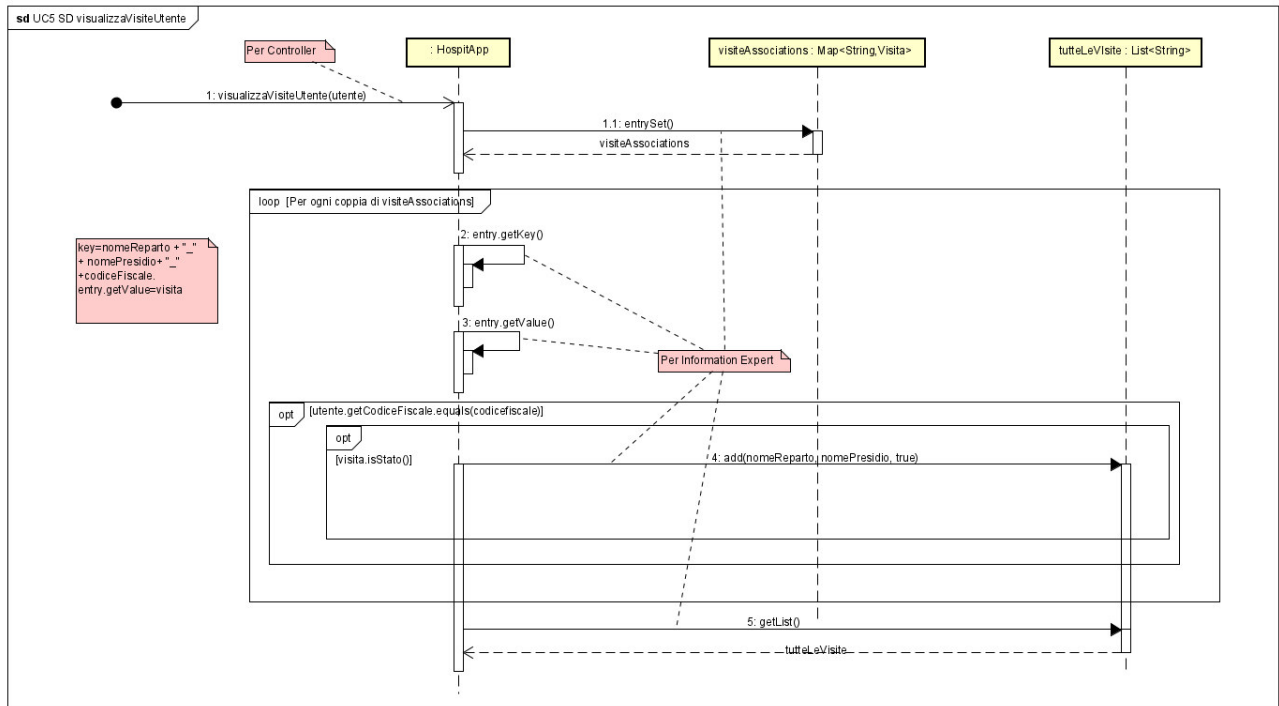 sd UC5 SD visualizzaVisiteUtente
Per Controller
: HospitApp
visiteAssociations : Map<String,Visita>
tutteLeVIsite : List<String>
1: visualizzaVisiteUtente(utente)
1.1: entrySet()
visiteAssociations
loop [Per ogni coppia di visiteAssociations]
key=nomeReparto + "_"
+ nomePresidio+ "_"
+codiceFiscale.
entry.getValue=visita
2: entry.getKey()
3: entry.getValue()
Per Information Expert
opt [utente.getCodiceFiscale.equals(codicefiscale)]
opt
[visita.isStato()]
4: add(nomeReparto, nomePresidio, true)
5: getList()
tutteLeVisite